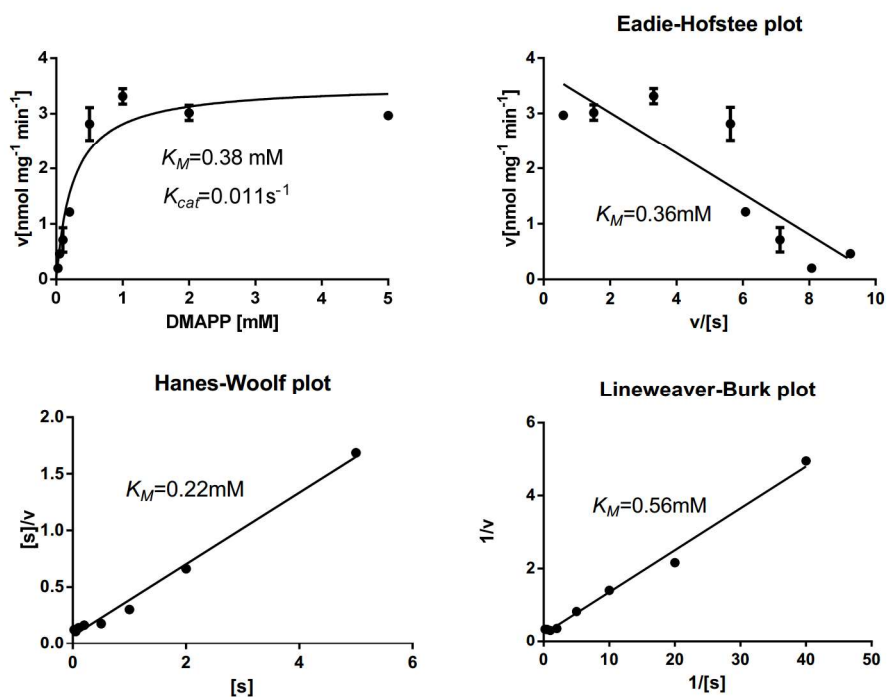 v[nmol mg-1 min-1]
4
3
2
1
0
KM=0.38 mM
Kcat=0.011s-1
0 1 2 3 4 5
DMAPP [mM]
Eadie-Hofstee plot
v[nmol mg-1 min-1]
4
3
2
1
0
KM=0.36mM
0 2 4 6 8 10
v/[s]
Hanes-Woolf plot
[s]/v
2.0
1.5
1.0
0.5
0.0
KM=0.22mM
0 2 4 6
[s]
Lineweaver-Burk plot
1/v
6
4
2
0
KM=0.56mM
0 10 20 30 40 50
1/[s]